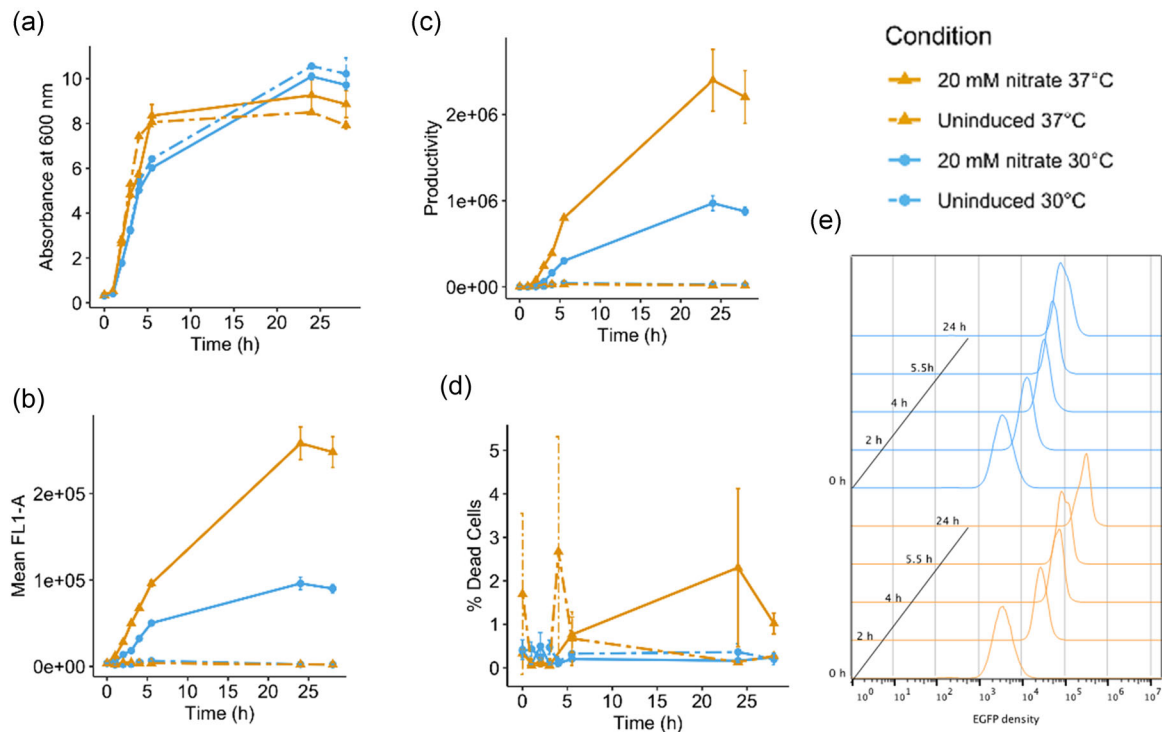 (a)
Absorbance at 600 nm
10
8
6
4
2
0
0 5 10 15 20 25
Time (h)
(b)
Mean FL1-A
2e+05
1e+05
0e+00
0 5 10 15 20 25
Time (h)
(c)
Productivity
2e+06
1e+06
0e+00
0 5 10 15 20 25
Time (h)
(d)
% Dead Cells
5
4
3
2
1
0
0 5 10 15 20 25
Time (h)
Condition
20 mM nitrate 37°C
Uninduced 37°C
20 mM nitrate 30°C
Uninduced 30°C
(e)
24 h
5.5h
4 h
2 h
0 h
24 h
5.5 h
4 h
2 h
0 h
10⁰ 10¹ 10² 10³ 10⁴ 10⁵ 10⁶ 10⁷
EGFP density